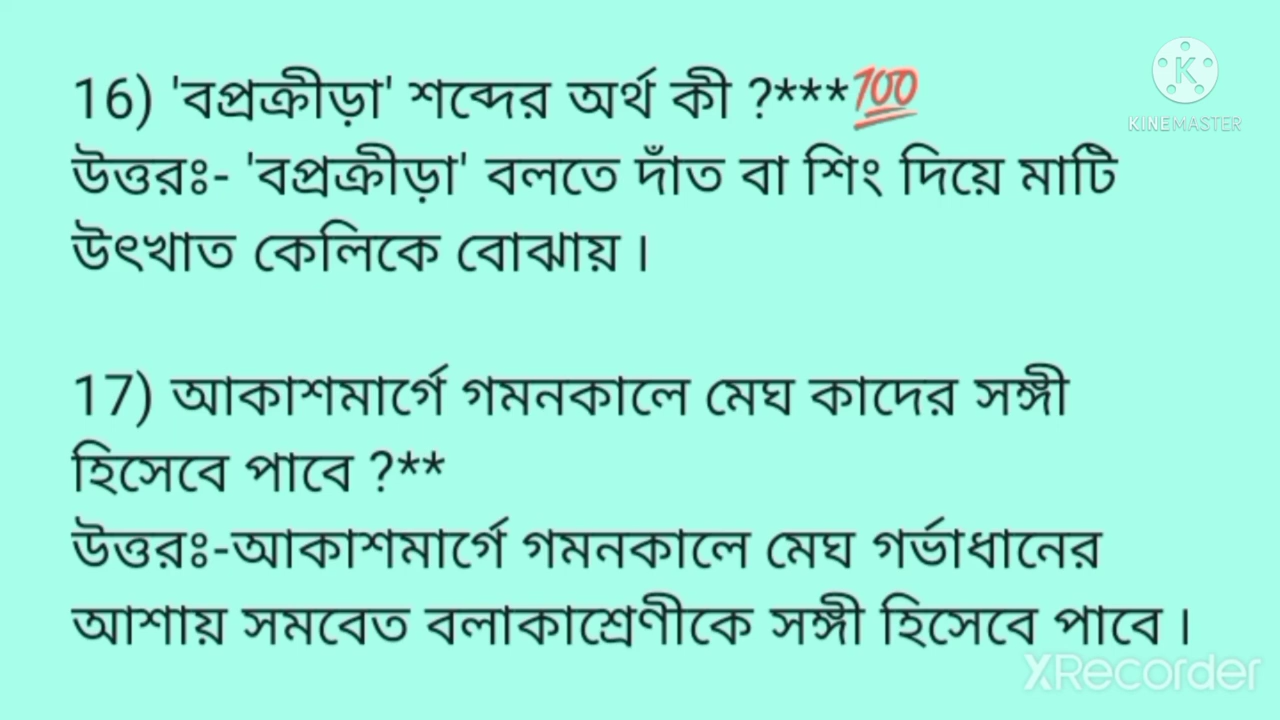 16) 'বপ্রক্রীড়া' শব্দের অর্থ কী ?***💯
উত্তরঃ- 'বপ্রক্রীড়া' বলতে দাঁত বা শিং দিয়ে মাটি
উৎখাত কেলিকে বোঝায়।
17) আকাশমার্গে গমনকালে মেঘ কাদের সঙ্গী
হিসেবে পাবে ?**
উত্তরঃ-আকাশমার্গে গমনকালে মেঘ গর্ভাধানের
আশায় সমবেত বলাকাশ্রেণীকে সঙ্গী হিসেবে পাবে।
K
KINEMASTER
XRecorder